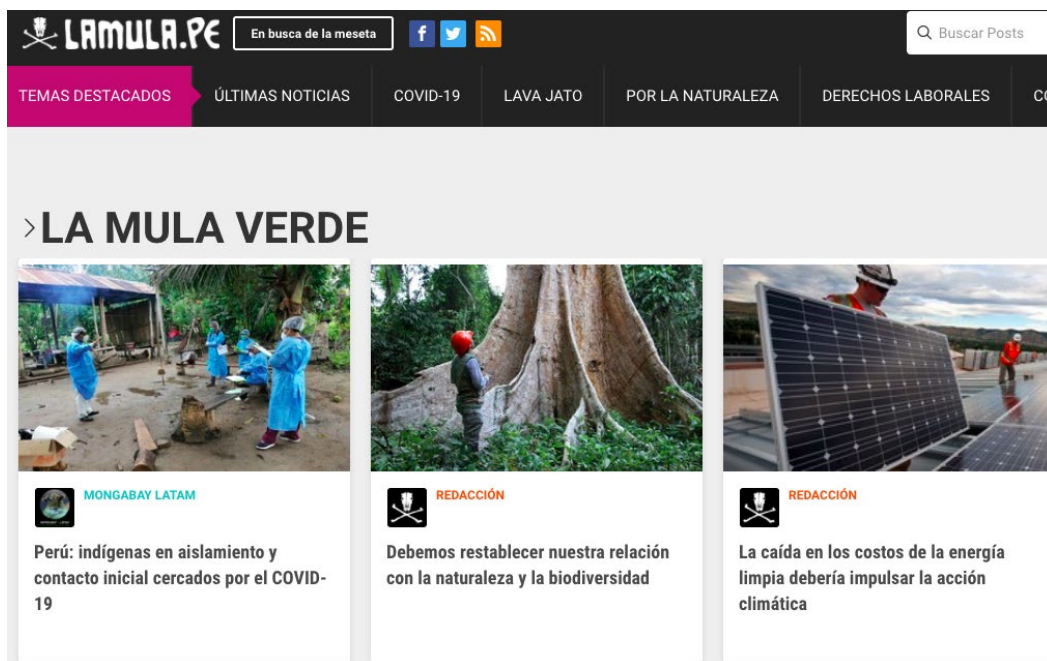 LAMULA.PE
En busca de la meseta
Buscar Posts
TEMAS DESTACADOS
ÚLTIMAS NOTICIAS
COVID-19
LAVA JATO
POR LA NATURALEZA
DERECHOS LABORALES
>LA MULA VERDE
MONGABAY LATAM
Perú: indígenas en aislamiento y
contacto inicial cercados por el COVID-
19
REDACCIÓN
Debemos restablecer nuestra relación
con la naturaleza y la biodiversidad
REDACCIÓN
La caída en los costos de la energía
limpia debería impulsar la acción
climática